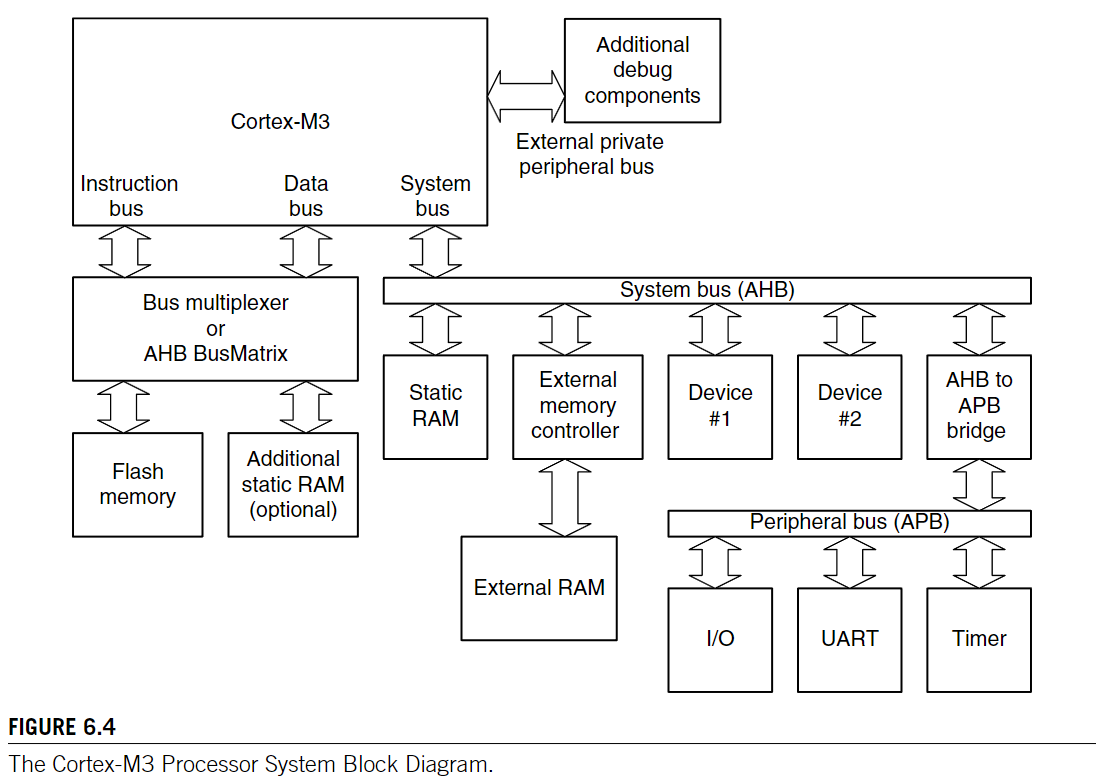 Additional
debug
components
Cortex-M3
External private
peripheral bus
Instruction
bus
Data
bus
System
bus
System bus (AHB)
Bus multiplexer
or
AHB BusMatrix
Static
RAM
External
memory
controller
Device
#1
Device
#2
AHB to
APB
bridge
Flash
memory
Additional
static RAM
(optional)
Peripheral bus (APB)
External RAM
I/O
UART
Timer
FIGURE 6.4
The Cortex-M3 Processor System Block Diagram.